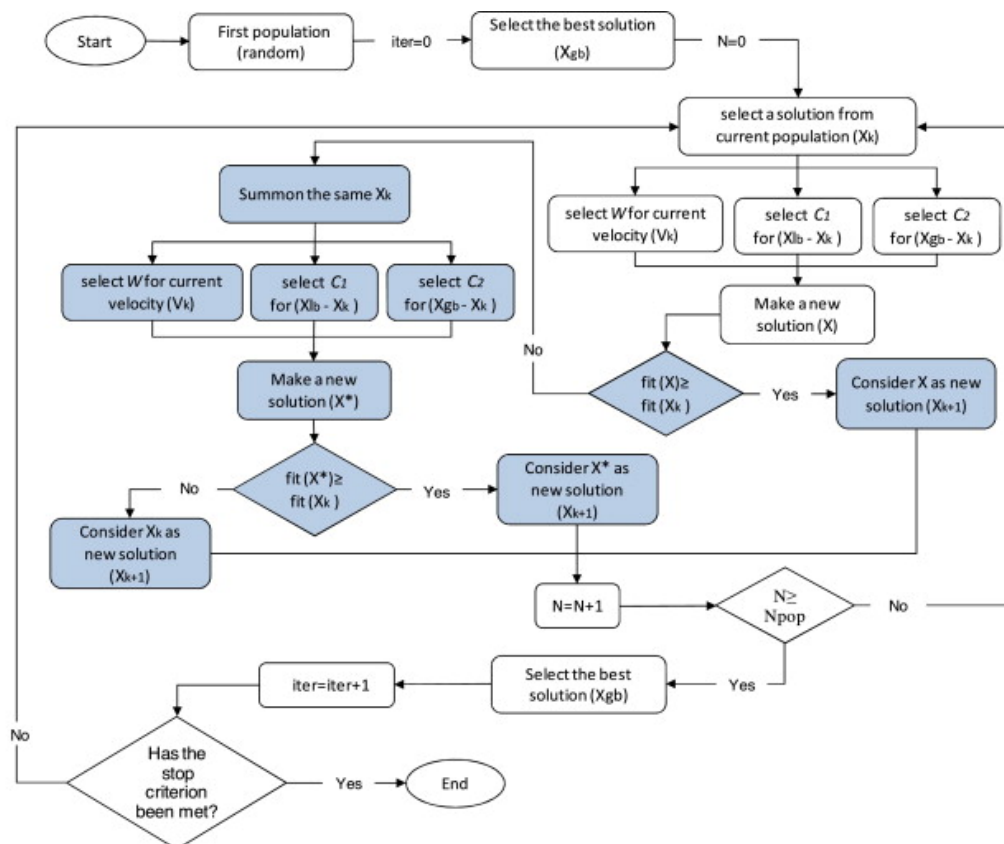 Start
First population
(random)
iter=0
Select the best solution
(Xgb)
N=0
select a solution from
current population (Xk)
Summon the same Xk
select W for current
velocity (Vk)
select C1
for (Xlb - Xk )
select C2
for (Xgb - Xk )
select W for current
velocity (Vk)
select C1
for (Xlb - Xk )
select C2
for (Xgb - Xk )
Make a new
solution (X)
No
Make a new
solution (X*)
fit (X)≥
fit (Xk )
Yes
Consider X as new
solution (Xk+1)
No
fit (X*)≥
fit (Xk )
Yes
Consider X* as
new solution
(Xk+1)
Consider Xk as
new solution
(Xk+1)
N=N+1
N≥
Npop
No
iter=iter+1
Select the best
solution (Xgb)
Yes
No
Has the
stop
criterion
been met?
Yes
End